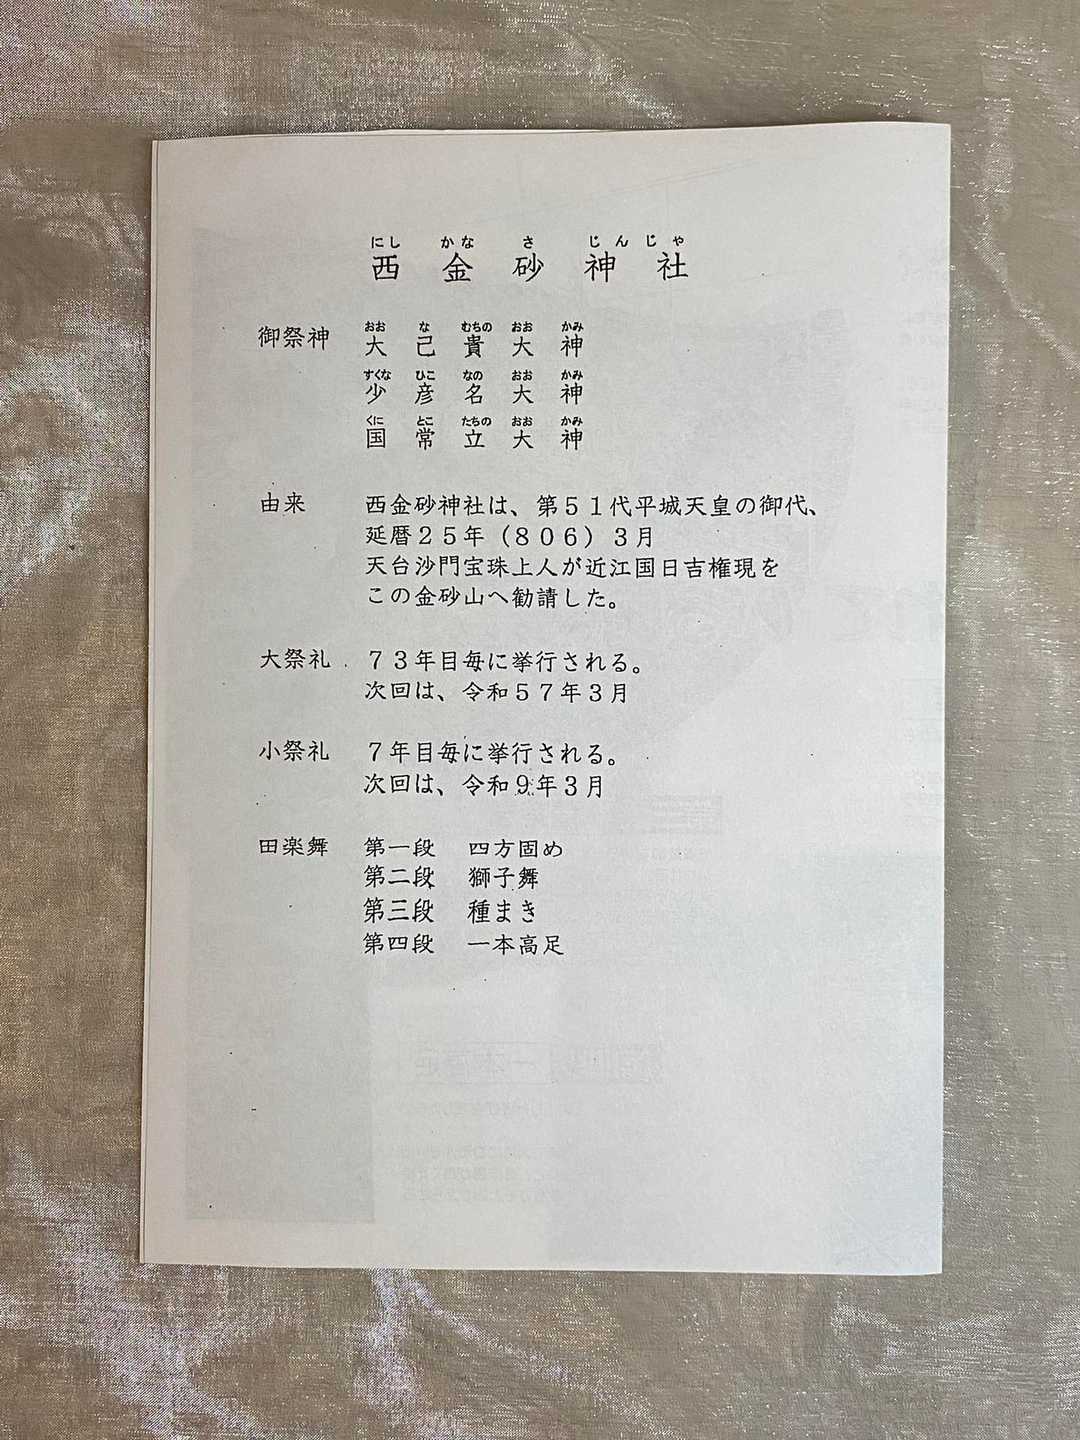 にし かな さ じんじゃ
西金砂神社
おお な むちの おお かみ
御祭神 大己貴大神
すくな ひこ なの おお かみ
少彦名大神
くに とこ たちの おお かみ
国常立大神
由来 西金砂神社は、第51代平城天皇の御代、
延暦25年(806)3月
天台沙門宝珠上人が近江国日吉権現を
この金砂山へ勧請した。
大祭礼 73年目毎に挙行される。
次回は、令和57年3月
小祭礼 7年目毎に挙行される。
次回は、令和9年3月
田楽舞 第一段 四方固め
第二段 獅子舞
第三段 種まき
第四段 一本高足